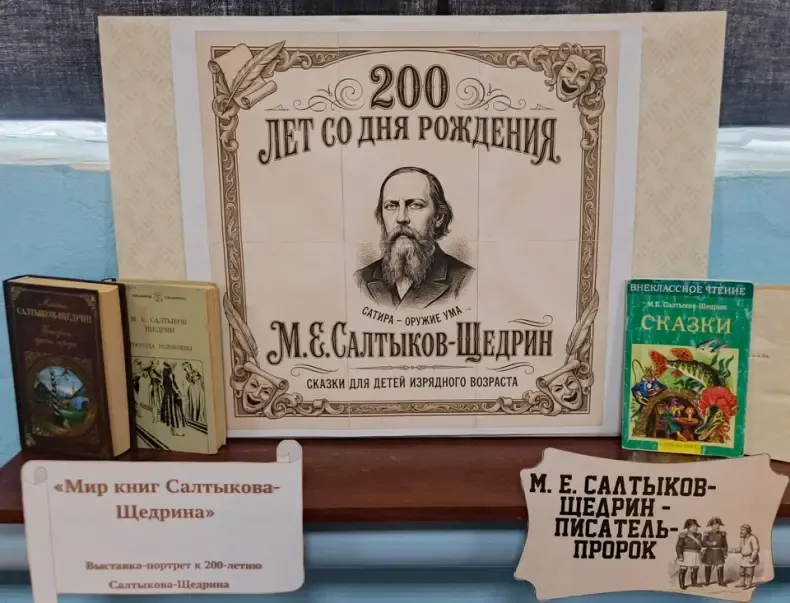 200
ЛЕТ СО ДНЯ РОЖДЕНИЯ
САТИРА – ОРУЖИЕ УМА
М.Е.САЛТЫКОВ-ЩЕДРИН
СКАЗКИ ДЛЯ ДЕТЕЙ ИЗРЯДНОГО ВОЗРАСТА
САЛТЫКОВ-ЩЕДРИН
М. Е. САЛТЫКОВ
ЩЕДРИН
ГОСПОДА ГОЛОВЛЕВЫ
ВНЕКЛАССНОЕ ЧТЕНИЕ
М.Е. Салтыков-Щедрин
СКАЗКИ
«Мир книг Салтыкова-
Щедрина»
Выставка-портрет к 200-летию
Салтыкова-Щедрина
М. Е. САЛТЫКОВ-
ЩЕДРИН -
ПИСАТЕЛЬ-
ПРОРОК